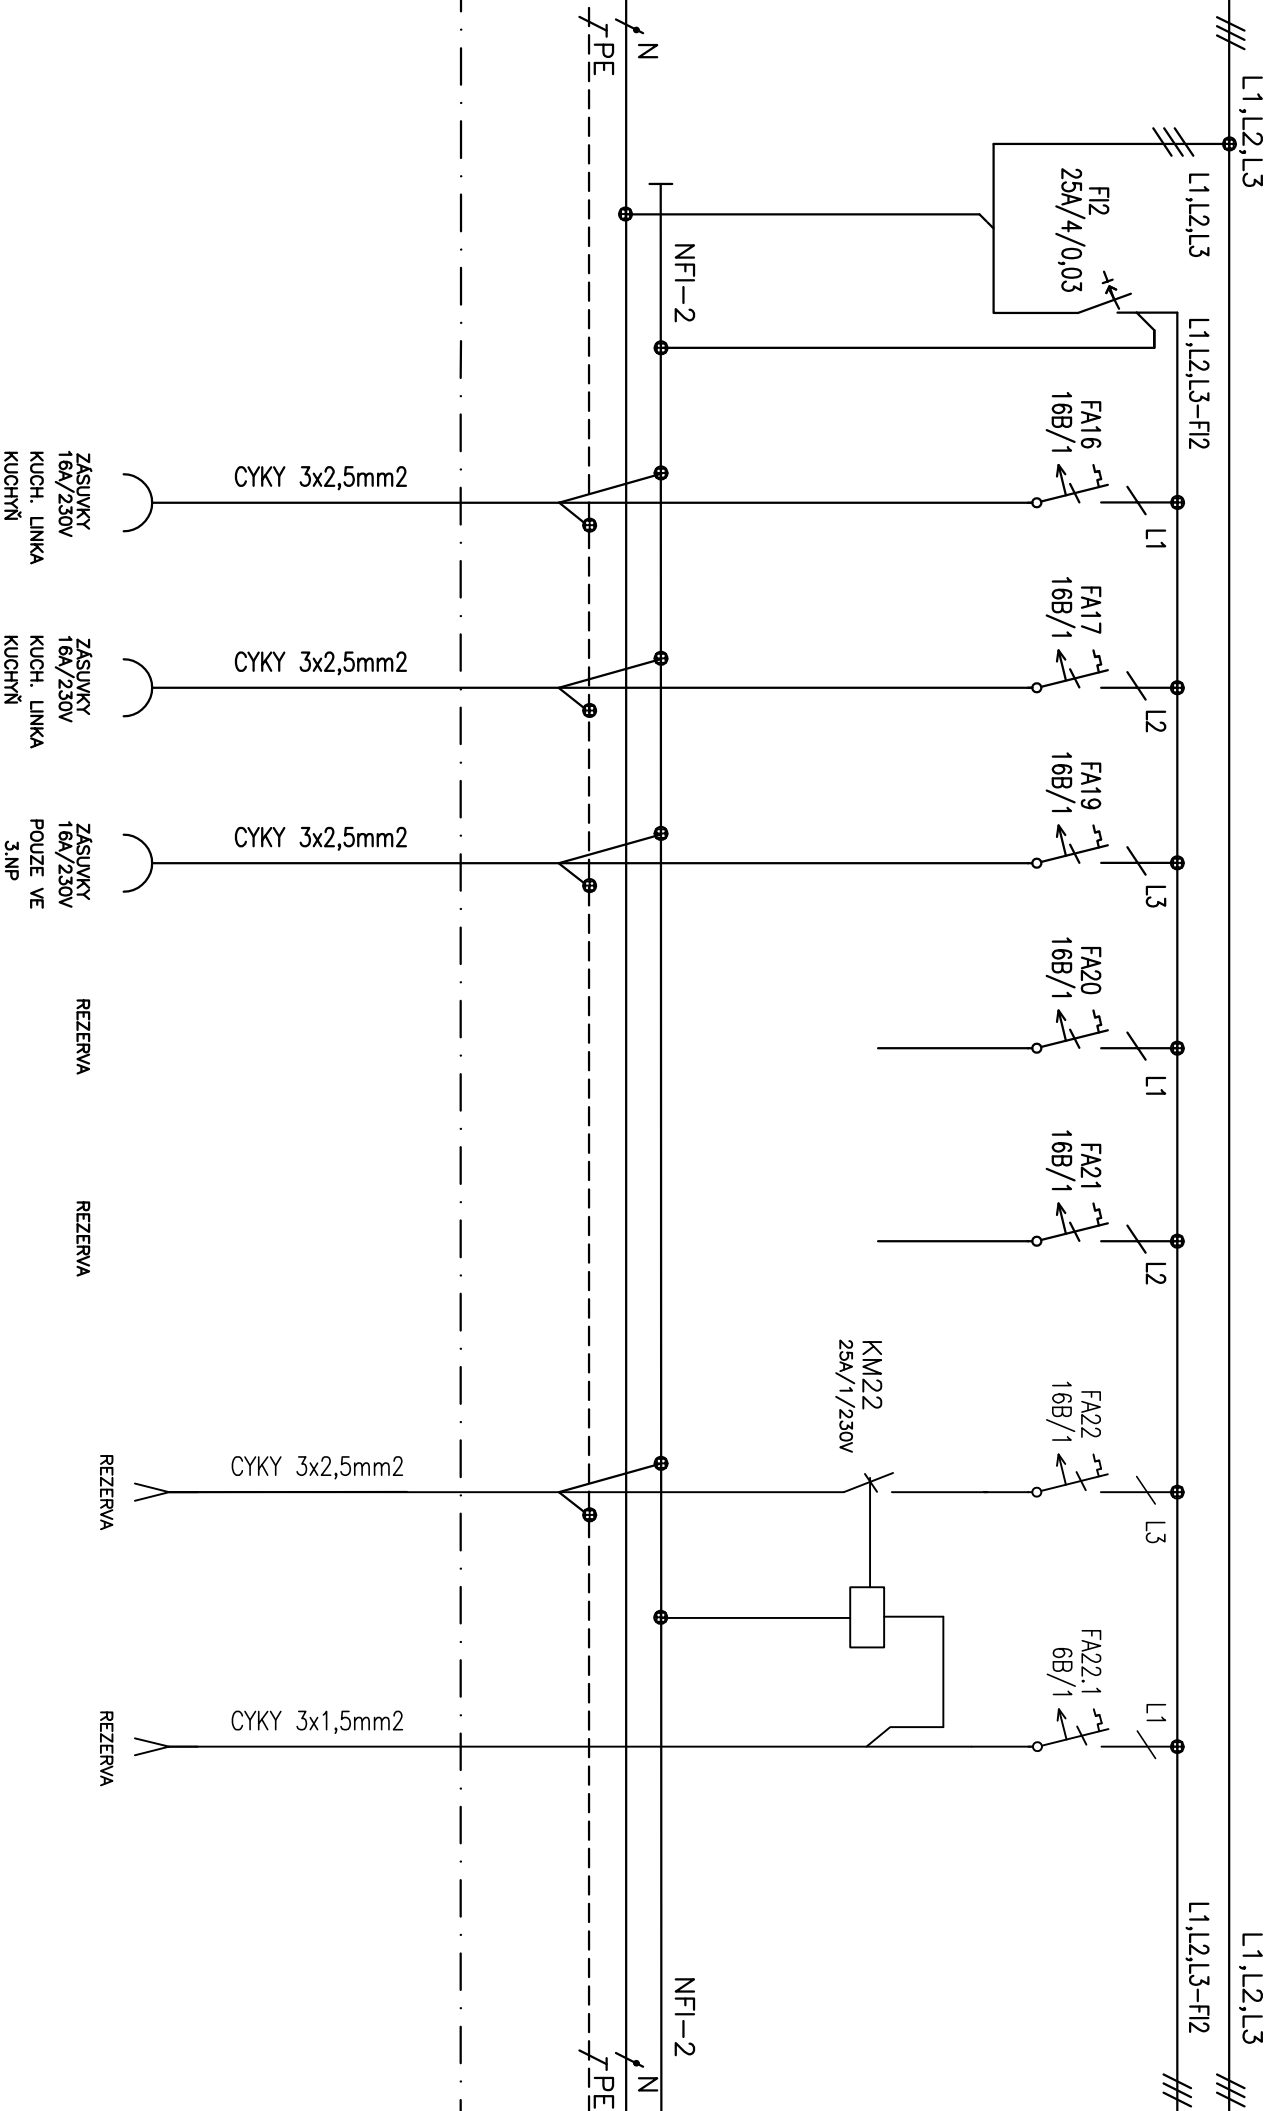 L1,L2,L3
L1,L2,L3
L1,L2,L3
FI2
25A/4/0,03
L1,L2,L3-FI2
L1,L2,L3-FI2
FA16
16B/1
L1
FA17
16B/1
L2
FA19
16B/1
L3
FA20
16B/1
L1
FA21
16B/1
L2
FA22
16B/1
L3
FA22.1
6B/1
L1
KM22
25A/1/230V
NFI-2
NFI-2
N
N
PE
PE
CYKY 3x2,5mm2
CYKY 3x2,5mm2
CYKY 3x2,5mm2
CYKY 3x2,5mm2
CYKY 3x1,5mm2
ZÁSUVKY
16A/230V
KUCH. LINKA
KUCHYŇ
ZÁSUVKY
16A/230V
KUCH. LINKA
KUCHYŇ
ZÁSUVKY
16A/230V
POUZE VE
3.NP
REZERVA
REZERVA
REZERVA
REZERVA